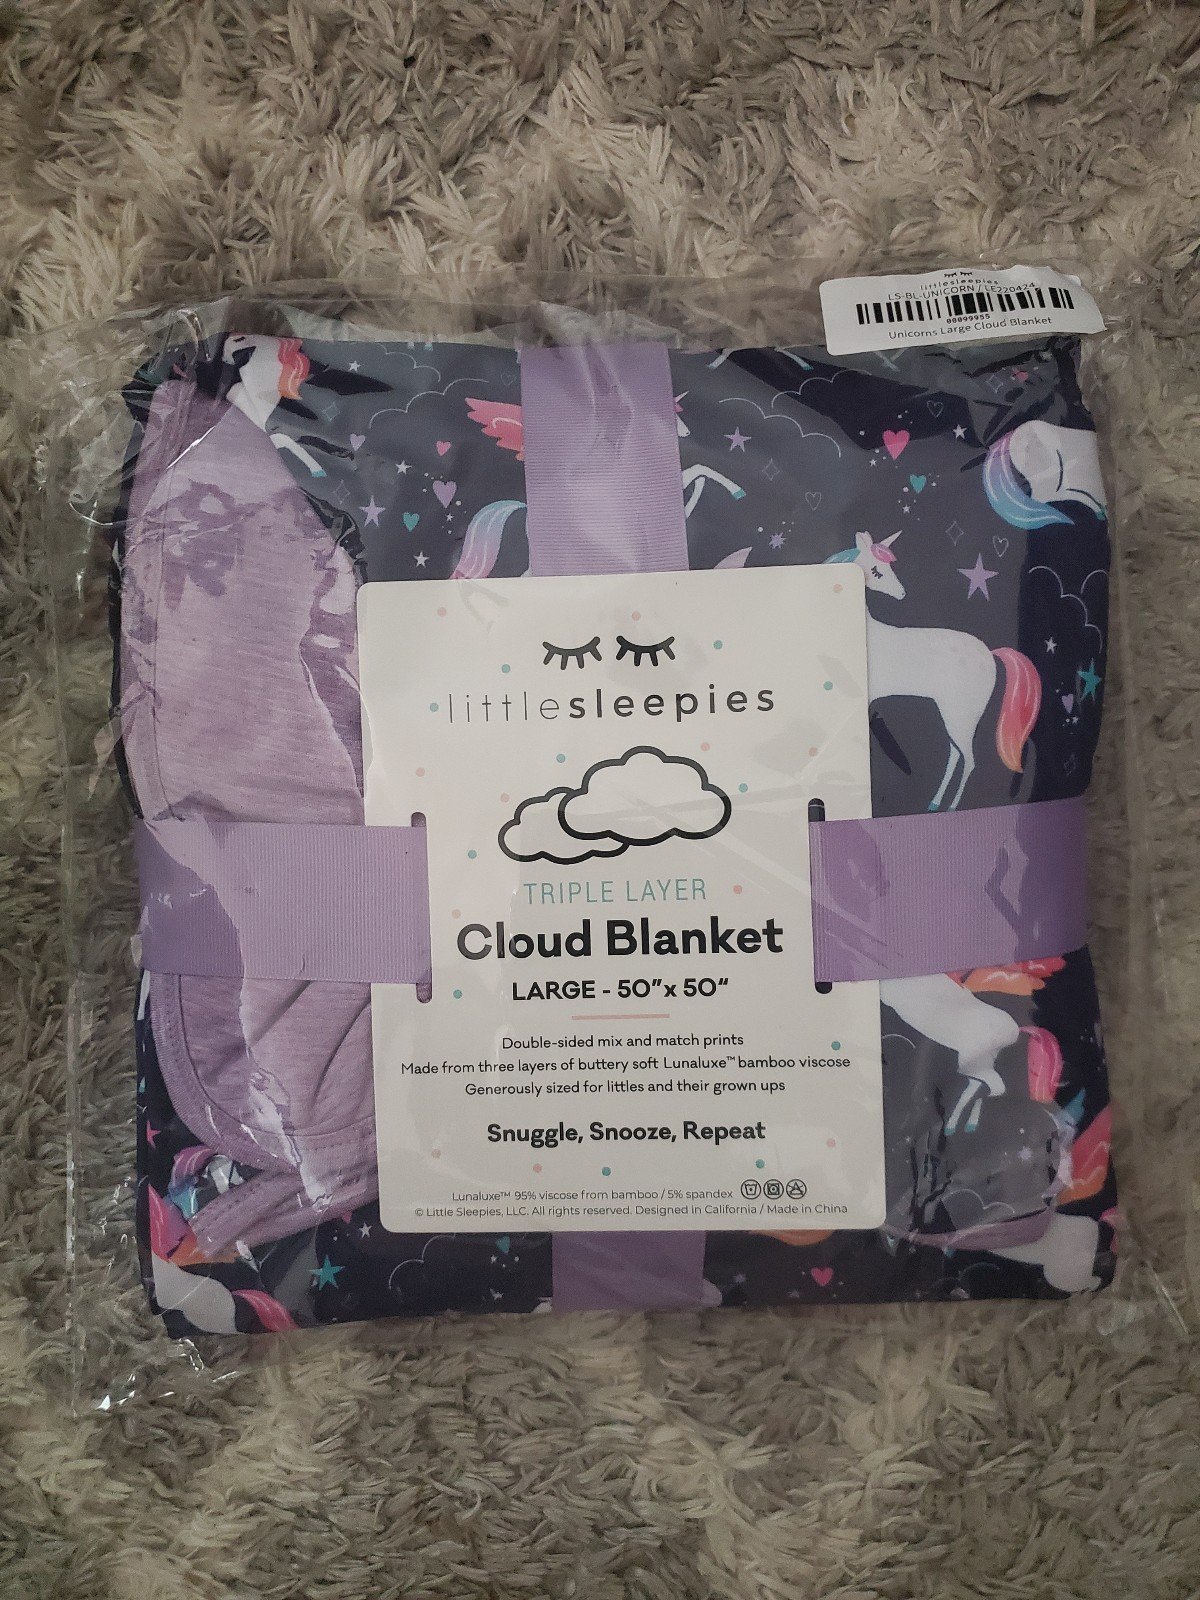 littlesleepies
LS-BL-UNICORN / LE220424
00099955
Unicorns Large Cloud Blanket
littlesleepies
TRIPLE LAYER
Cloud Blanket
LARGE - 50”x 50“
Double-sided mix and match prints
Made from three layers of buttery soft Lunaluxe™ bamboo viscose
Generously sized for littles and their grown ups
Snuggle, Snooze, Repeat
Lunaluxe™ 95% viscose from bamboo / 5% spandex
© Little Sleepies, LLC. All rights reserved. Designed in California / Made in China